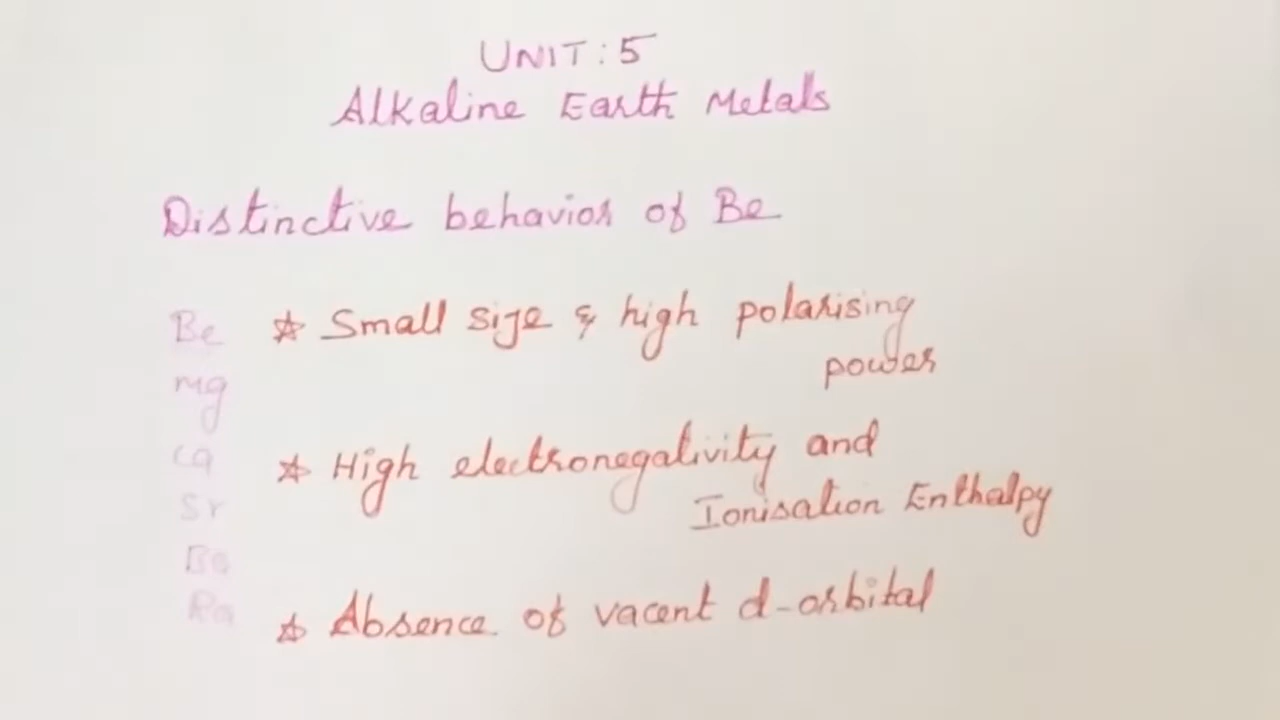 UNIT : 5
Alkaline Earth Metals
Distinctive behavior of Be
Be
☆ Small size & high polarising
power
Mg
Ca
☆ High electronegativity and
Ionisation Enthalpy
Sr
Ba
Ra
☆ Absence of vacent d-orbital